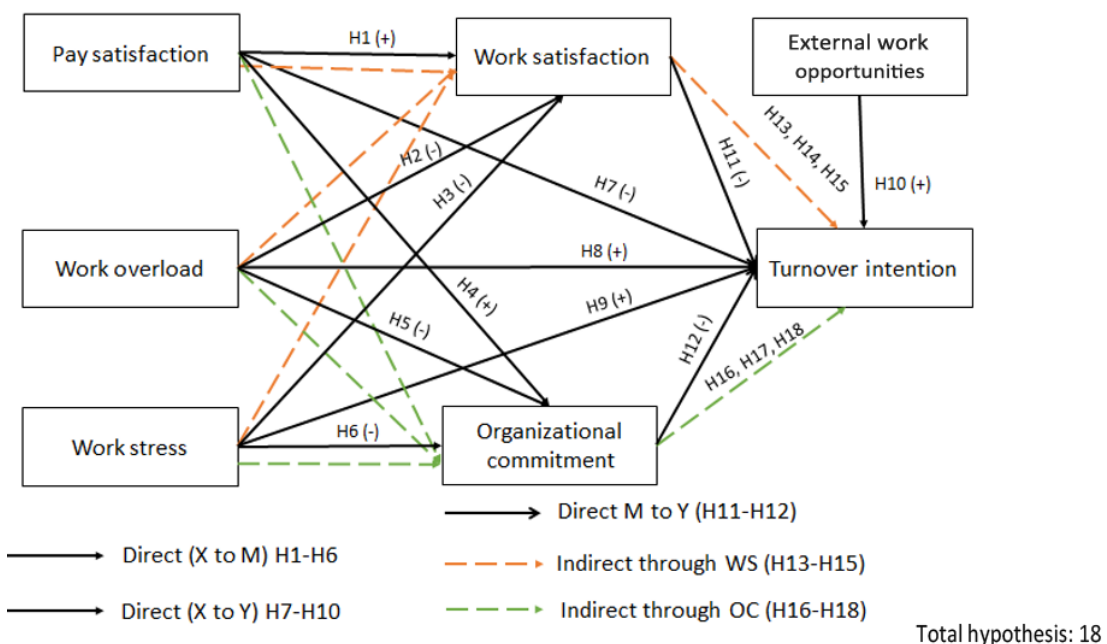 Pay satisfaction
H1 (+)
Work satisfaction
External work
opportunities
H2 (-)
H3 (-)
H7 (-)
H11 (-)
H13, H14, H15
H10 (+)
Work overload
H8 (+)
Turnover intention
H4 (+)
H5 (-)
H9 (+)
H12 (-)
H16, H17, H18
Work stress
H6 (-)
Organizational
commitment
Direct M to Y (H11-H12)
Direct (X to M) H1-H6
Indirect through WS (H13-H15)
Direct (X to Y) H7-H10
Indirect through OC (H16-H18)
Total hypothesis: 18